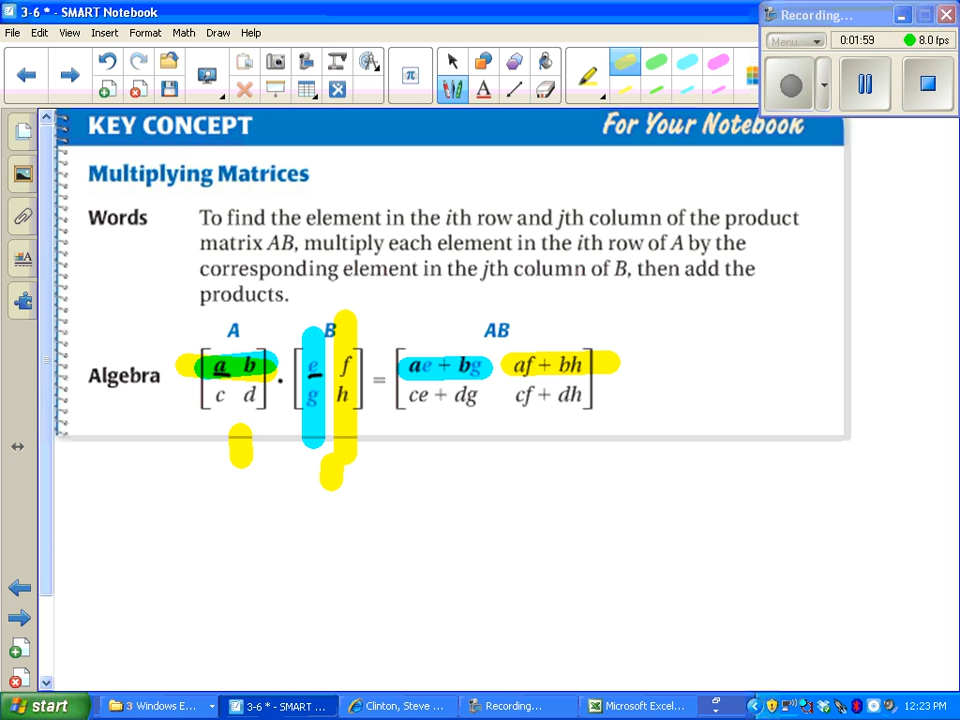 3-6 * - SMART Notebook
Recording...
File Edit View Insert Format Math Draw Help
Menu
00:01:59
8.0 fps
π
A
KEY CONCEPT
For Your Notebook
Multiplying Matrices
Words
To find the element in the ith row and jth column of the product
matrix AB, multiply each element in the ith row of A by the
corresponding element in the jth column of B, then add the
products.
A B AB
Algebra
a b e f ae + bg af + bh
. =
c d g h ce + dg cf + dh
start
3 Windows E...
3-6 * - SMART ...
Clinton, Steve ...
Recording...
Microsoft Excel...
12:23 PM